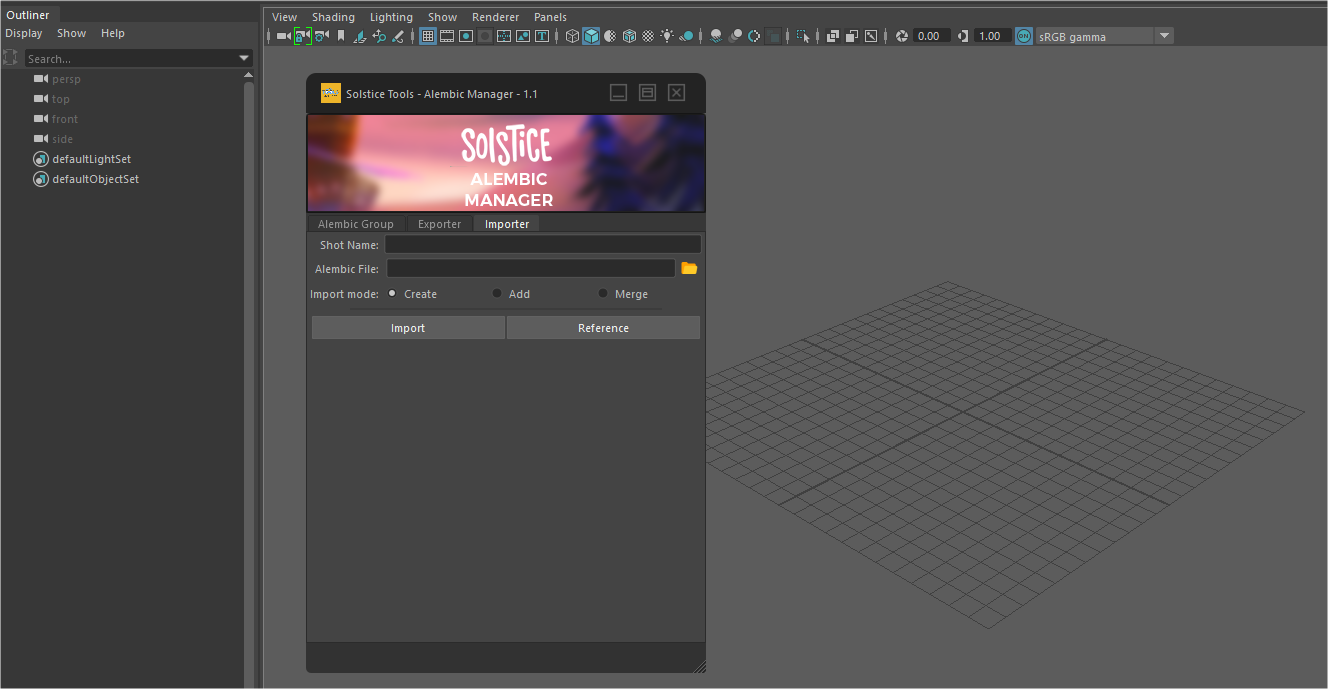 Outliner
Display Show Help
Search...
persp
top
front
side
defaultLightSet
defaultObjectSet
View Shading Lighting Show Renderer Panels
0.00 1.00 ON sRGB gamma
Solstice Tools - Alembic Manager - 1.1
SOLSTiCE
ALEMBIC
MANAGER
Alembic Group Exporter Importer
Shot Name:
Alembic File:
Import mode: Create Add Merge
Import Reference